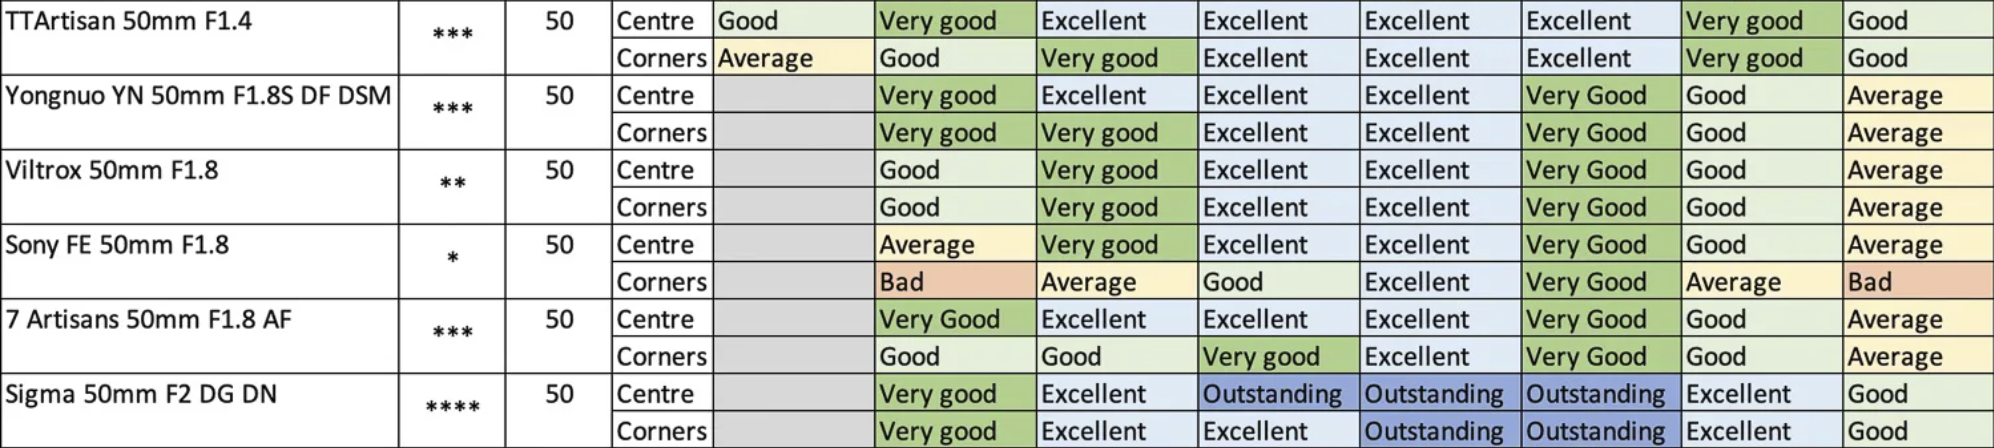 TTArtisan 50mm F1.4 *** 50 Centre Good Very good Excellent Excellent Excellent Excellent Very good Good
Corners Average Good Very good Excellent Excellent Excellent Very good Good
Yongnuo YN 50mm F1.8S DF DSM *** 50 Centre Very good Excellent Excellent Excellent Very Good Good Average
Corners Very good Very good Excellent Excellent Very Good Good Average
Viltrox 50mm F1.8 ** 50 Centre Good Very good Excellent Excellent Very Good Good Average
Corners Good Very good Excellent Excellent Very Good Good Average
Sony FE 50mm F1.8 * 50 Centre Average Very good Excellent Excellent Very Good Good Average
Corners Bad Average Good Excellent Very Good Average Bad
7 Artisans 50mm F1.8 AF *** 50 Centre Very Good Excellent Excellent Excellent Very Good Good Average
Corners Good Good Very good Excellent Very Good Good Average
Sigma 50mm F2 DG DN **** 50 Centre Very good Excellent Outstanding Outstanding Outstanding Excellent Good
Corners Very good Excellent Excellent Outstanding Outstanding Excellent Good